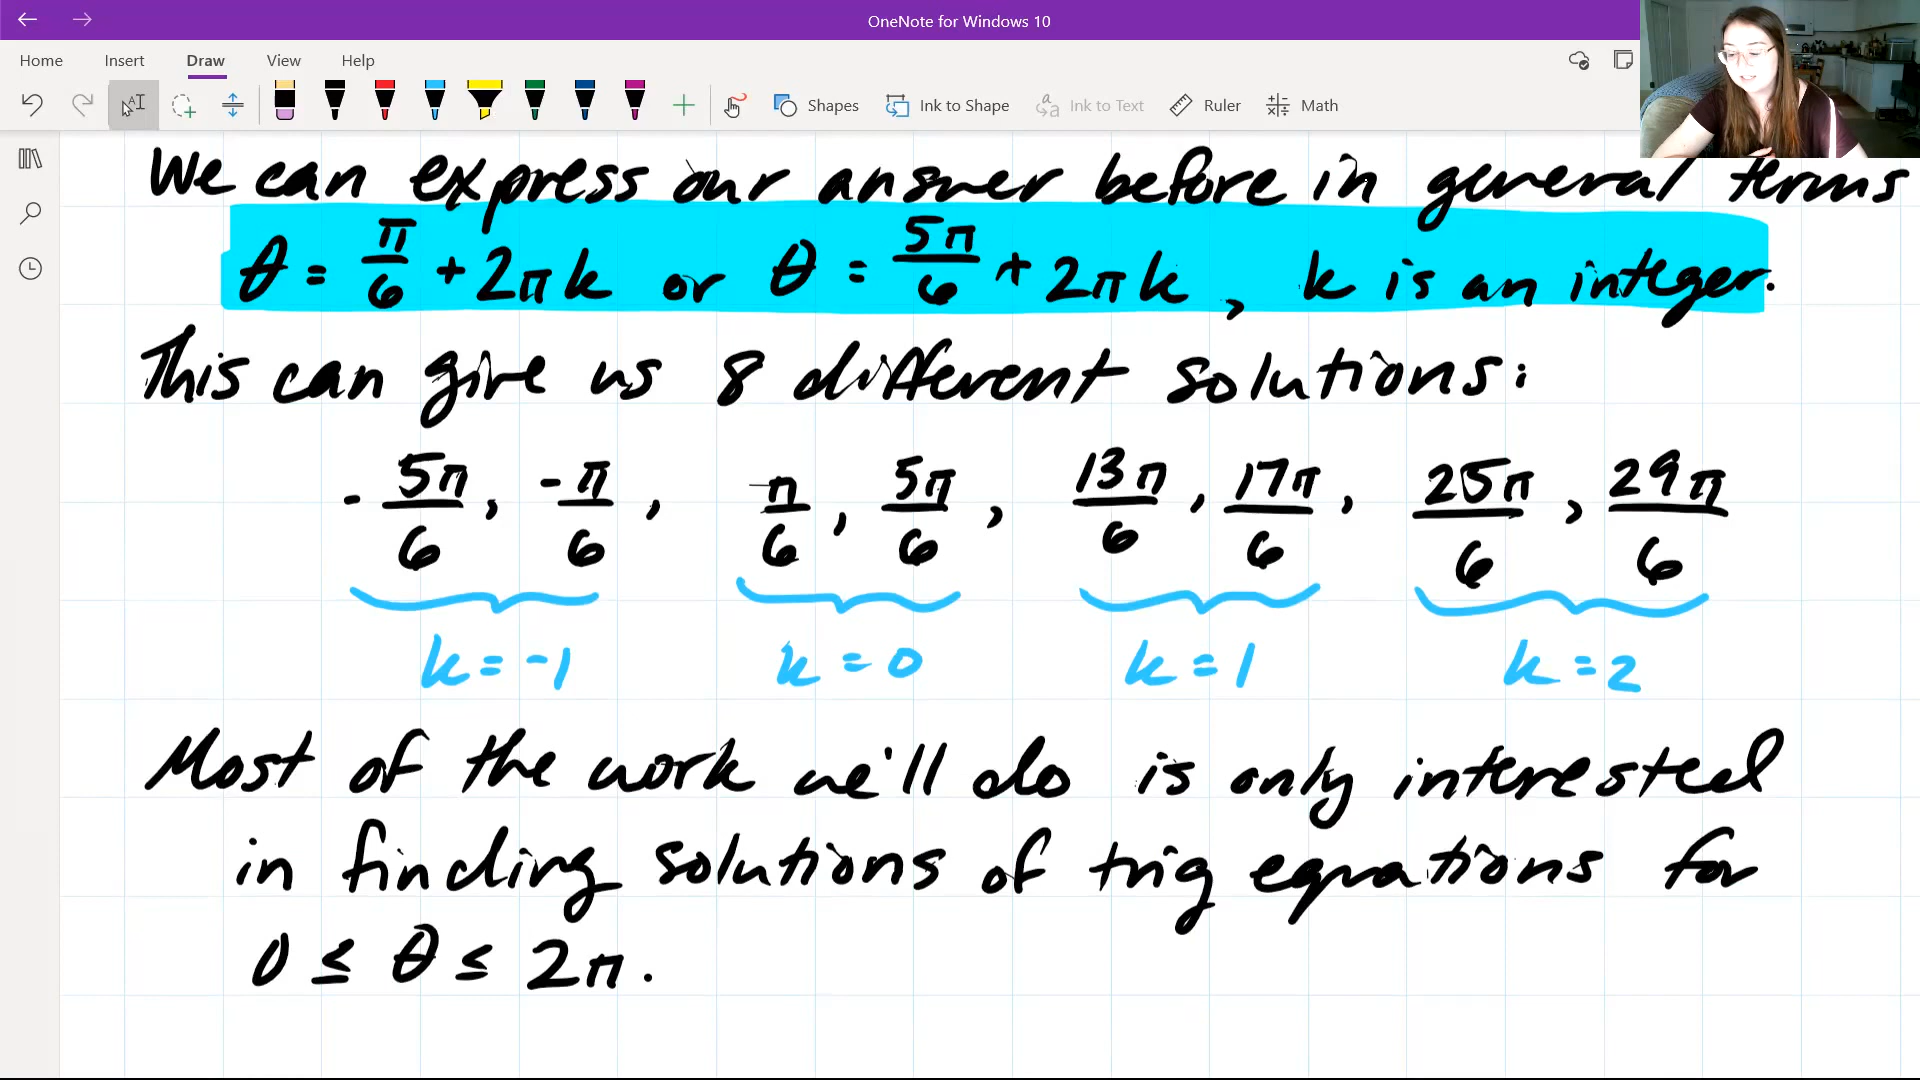 OneNote for Windows 10
Home Insert Draw View Help
Shapes Ink to Shape Ink to Text Ruler Math
We can express our answer before in general terms
θ = π/6 + 2πk or θ = 5π/6 + 2πk, k is an integer.
This can give us 8 different solutions:
-5π/6, -π/6, π/6, 5π/6, 13π/6, 17π/6, 25π/6, 29π/6
k = -1 k = 0 k = 1 k = 2
Most of the work we'll do is only interested
in finding solutions of trig equations for
0 ≤ θ ≤ 2π.